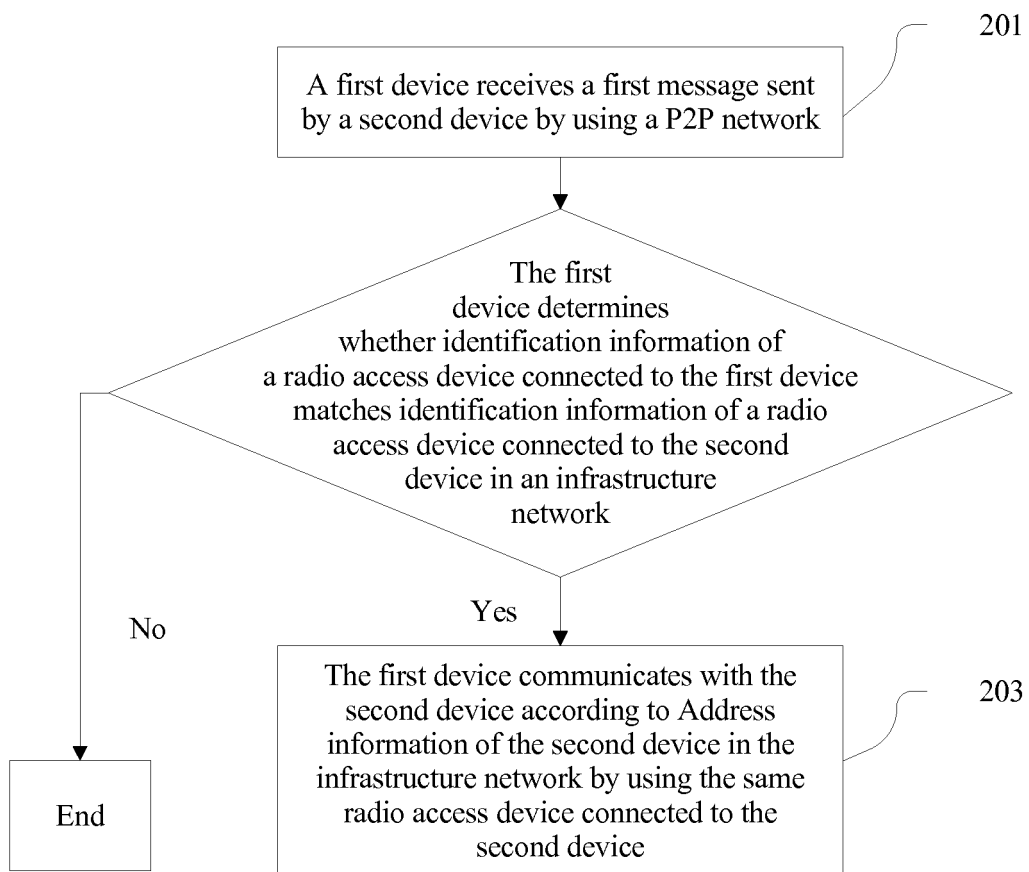 201
A first device receives a first message sent
by a second device by using a P2P network
The first
device determines
whether identification information of
a radio access device connected to the first device
matches identification information of a radio
access device connected to the second
device in an infrastructure
network
No
Yes
203
The first device communicates with the
second device according to Address
information of the second device in the
infrastructure network by using the same
radio access device connected to the
second device
End